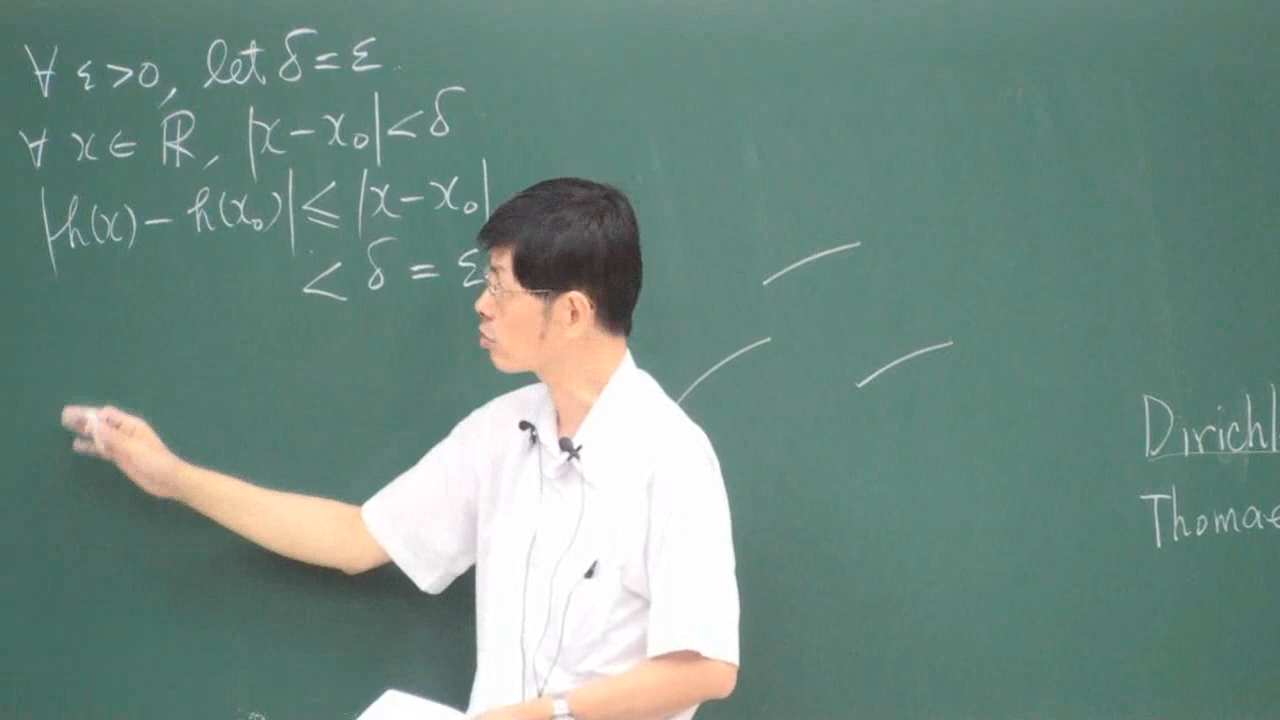 ∀ ε>0, let δ=ε.
∀ x∈ℝ, |x-x₀|<δ
|h(x)-h(x₀)|≤|x-x₀|
<δ=ε
Dirichl
Thomae